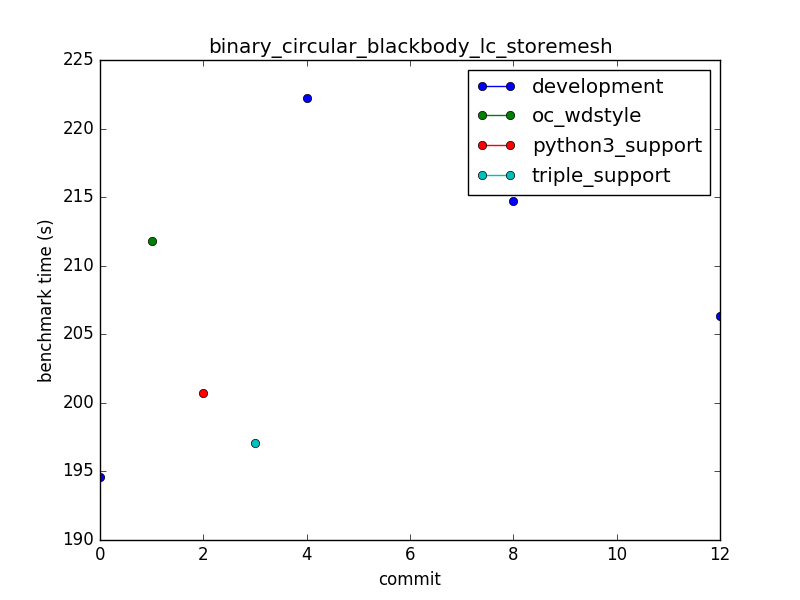 binary_circular_blackbody_lc_storemesh
225
220
215
210
205
200
195
190
benchmark time (s)
development
oc_wdstyle
python3_support
triple_support
0 2 4 6 8 10 12
commit